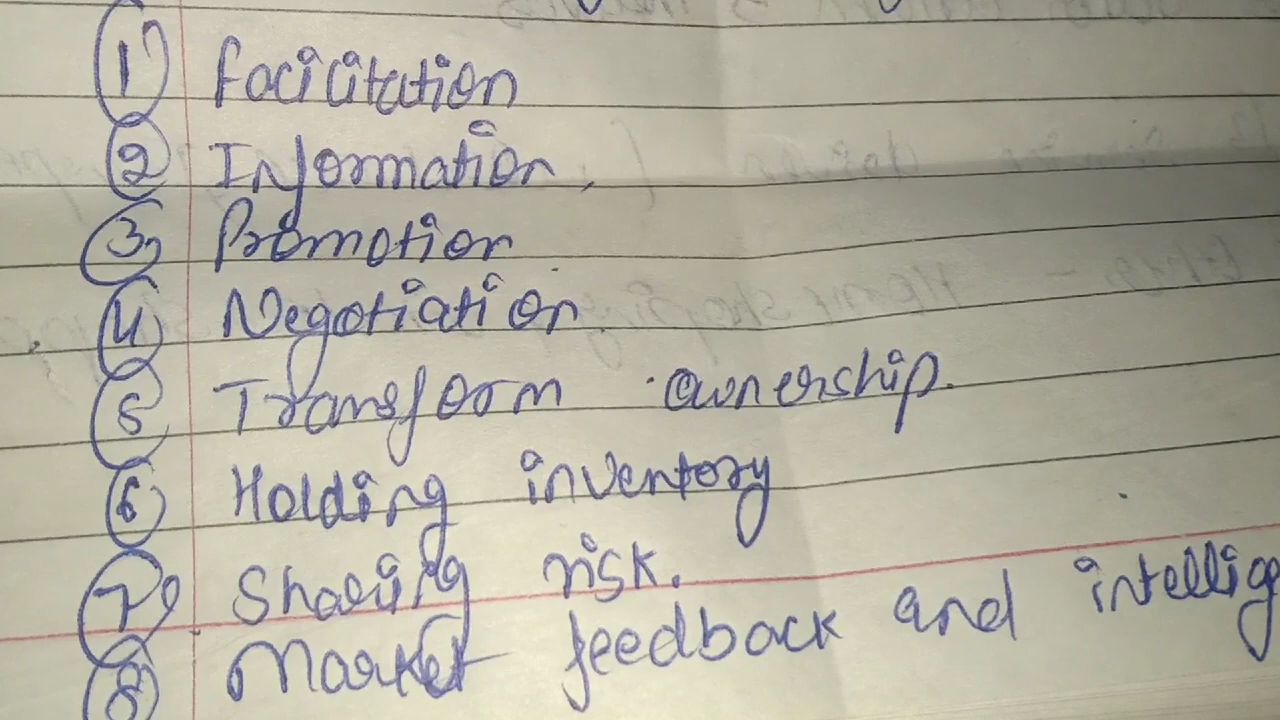 1 Facilitation
2 Information,
3 Promotion
4 Negotiation
5 Transform ownership.
6 Holding inventory
7 Sharing risk.
8 Market feedback and intellig